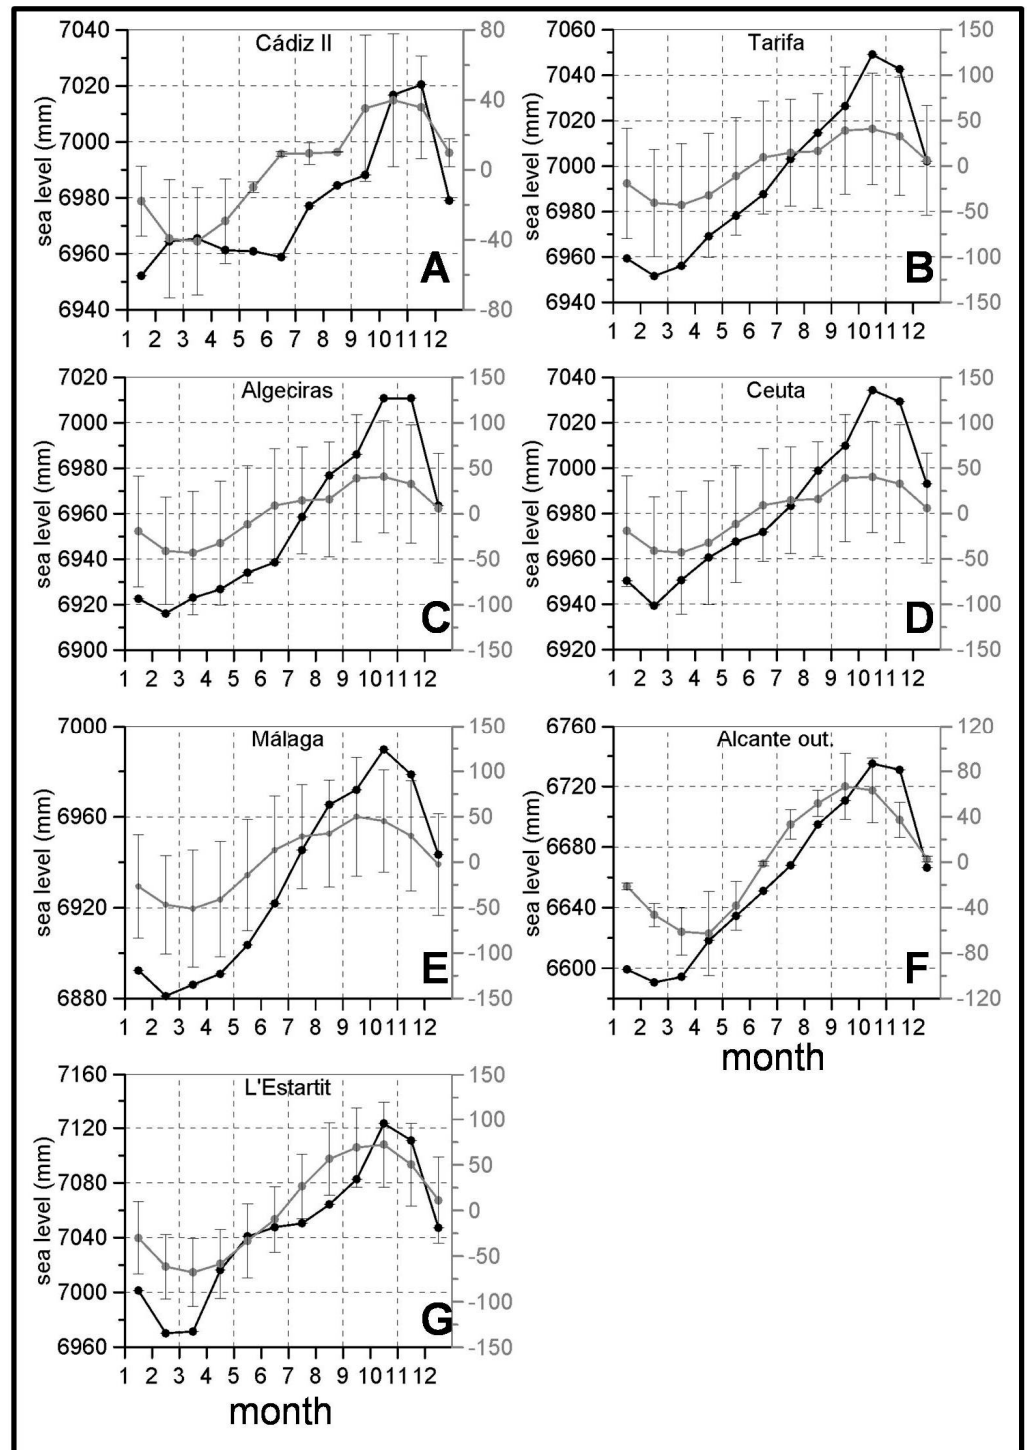 Cádiz II
sea level (mm)
7040
7020
7000
6980
6960
6940
80
40
0
-40
-80
A
1 2 3 4 5 6 7 8 9 10 11 12
Tarifa
sea level (mm)
7060
7040
7020
7000
6980
6960
6940
150
100
50
0
-50
-100
-150
B
1 2 3 4 5 6 7 8 9 10 11 12
Algeciras
sea level (mm)
7020
7000
6980
6960
6940
6920
6900
150
100
50
0
-50
-100
-150
C
1 2 3 4 5 6 7 8 9 10 11 12
Ceuta
sea level (mm)
7040
7020
7000
6980
6960
6940
6920
150
100
50
0
-50
-100
-150
D
1 2 3 4 5 6 7 8 9 10 11 12
Málaga
sea level (mm)
7000
6960
6920
6880
150
100
50
0
-50
-100
-150
E
1 2 3 4 5 6 7 8 9 10 11 12
Alcante out.
sea level (mm)
6760
6720
6680
6640
6600
120
80
40
0
-40
-80
-120
F
1 2 3 4 5 6 7 8 9 10 11 12
month
L'Estartit
sea level (mm)
7160
7120
7080
7040
7000
6960
150
100
50
0
-50
-100
-150
G
1 2 3 4 5 6 7 8 9 10 11 12
month